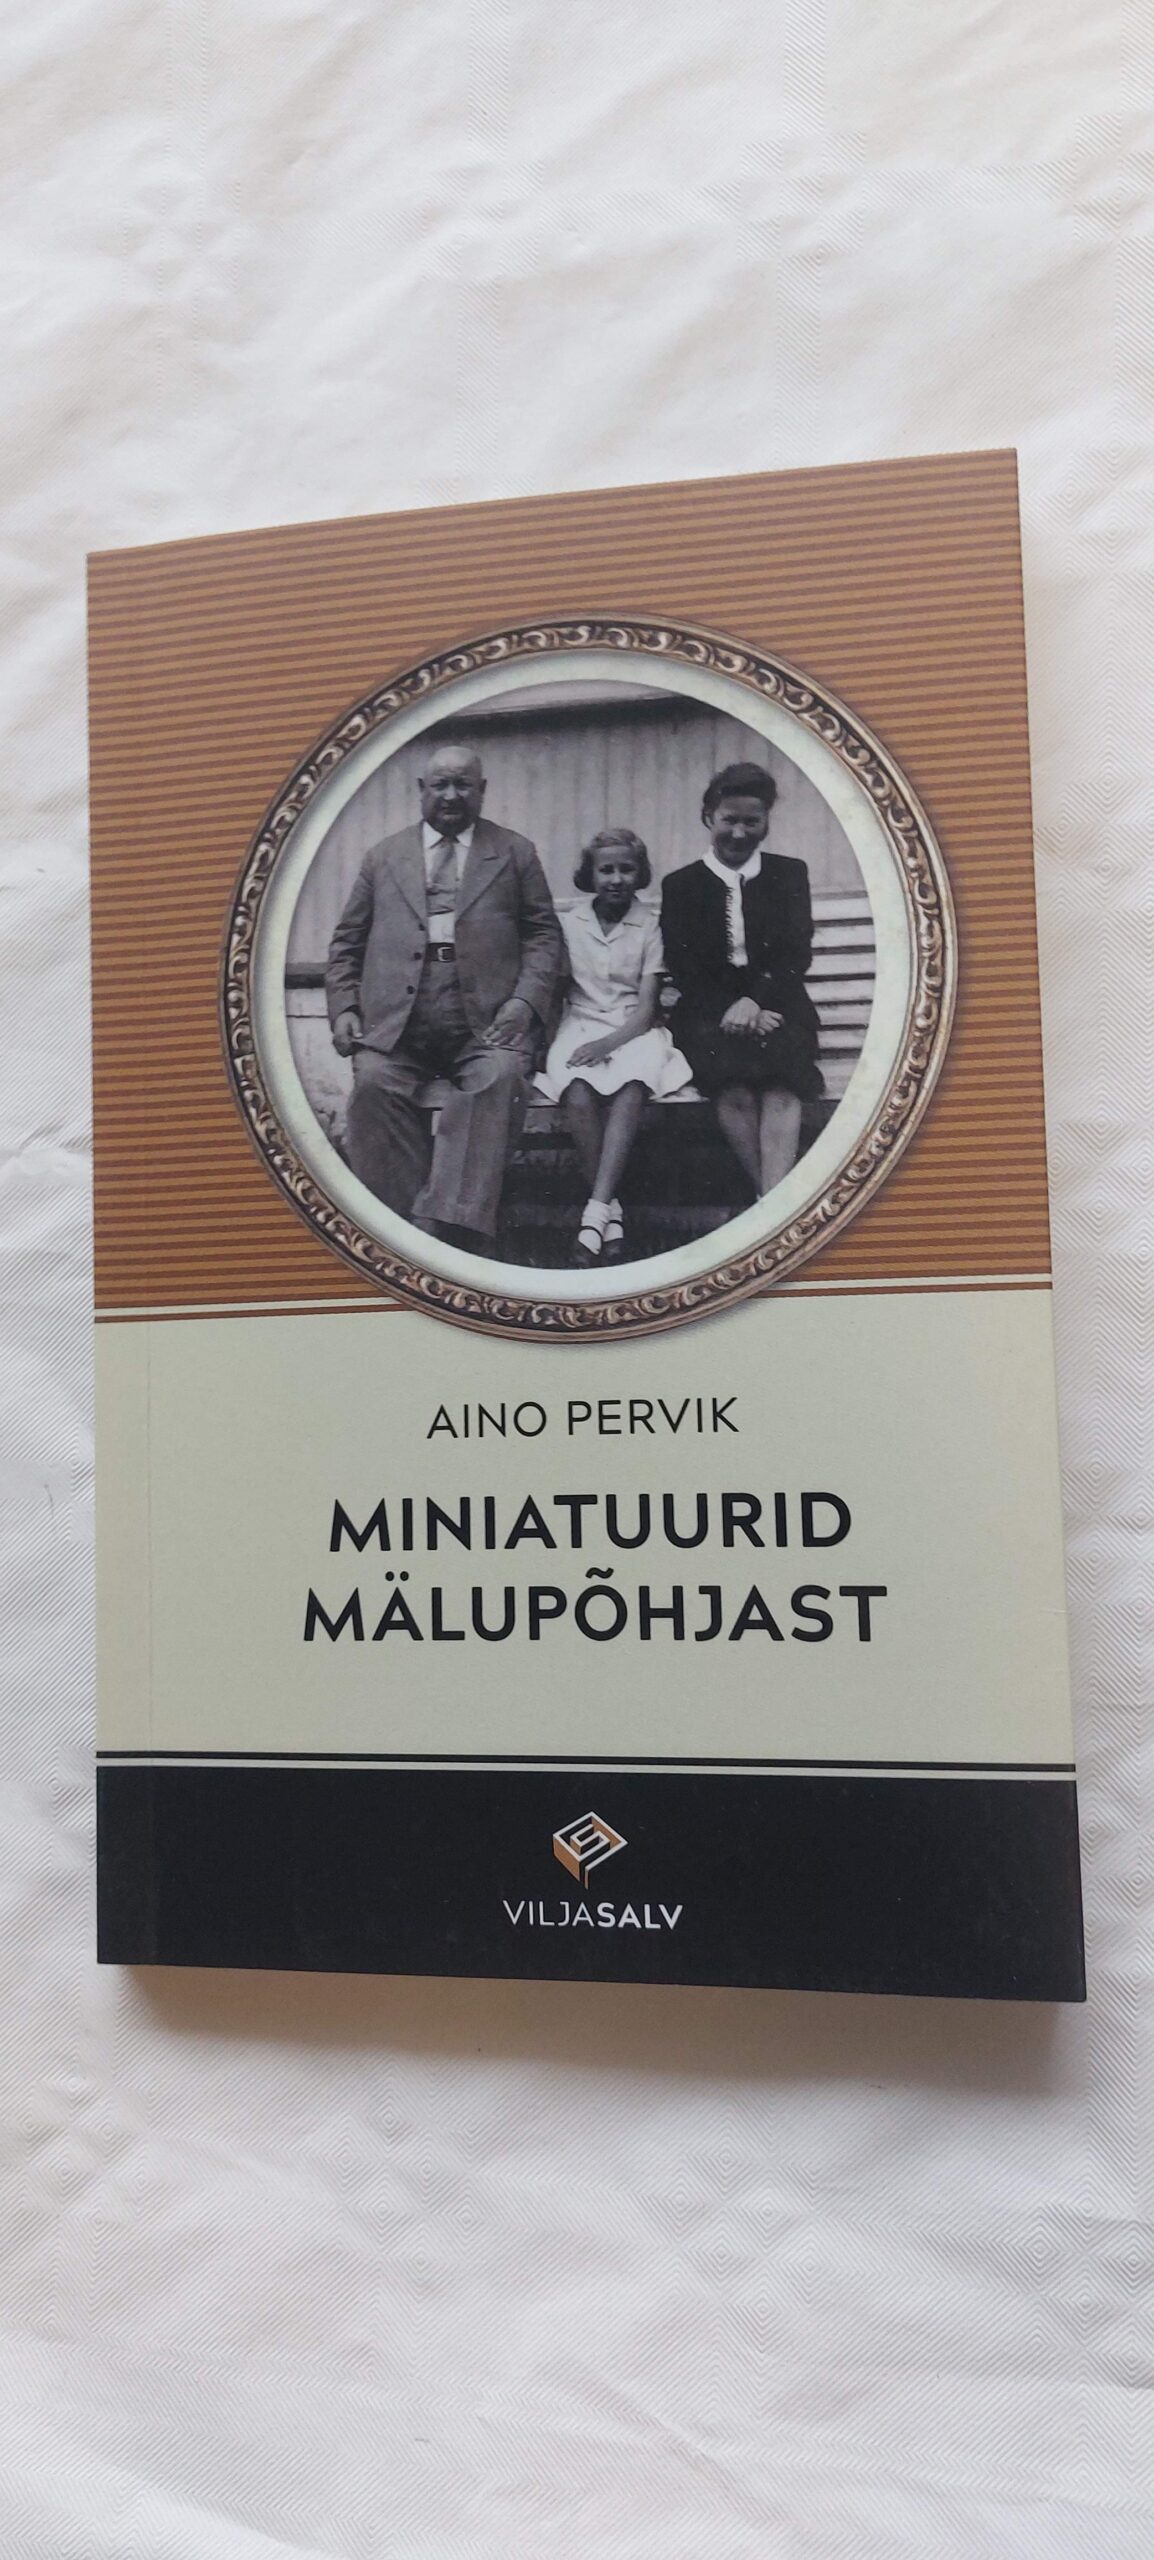 AINO PERVIK
MINIATUURID
MÄLUPÕHJAST
VILJASALV